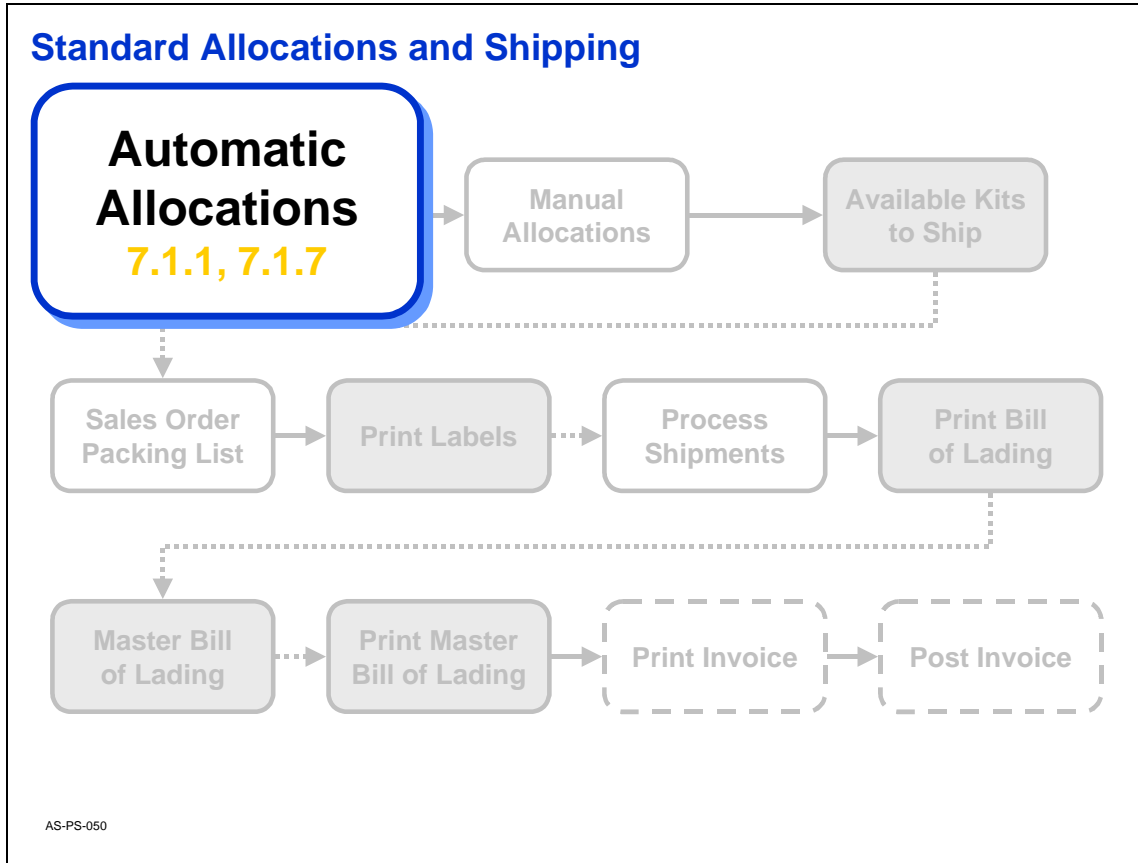 Standard Allocations and Shipping
Automatic
Allocations
7.1.1, 7.1.7
Manual
Allocations
Available Kits
to Ship
Sales Order
Packing List
Print Labels
Process
Shipments
Print Bill
of Lading
Master Bill
of Lading
Print Master
Bill of Lading
Print Invoice
Post Invoice
AS-PS-050